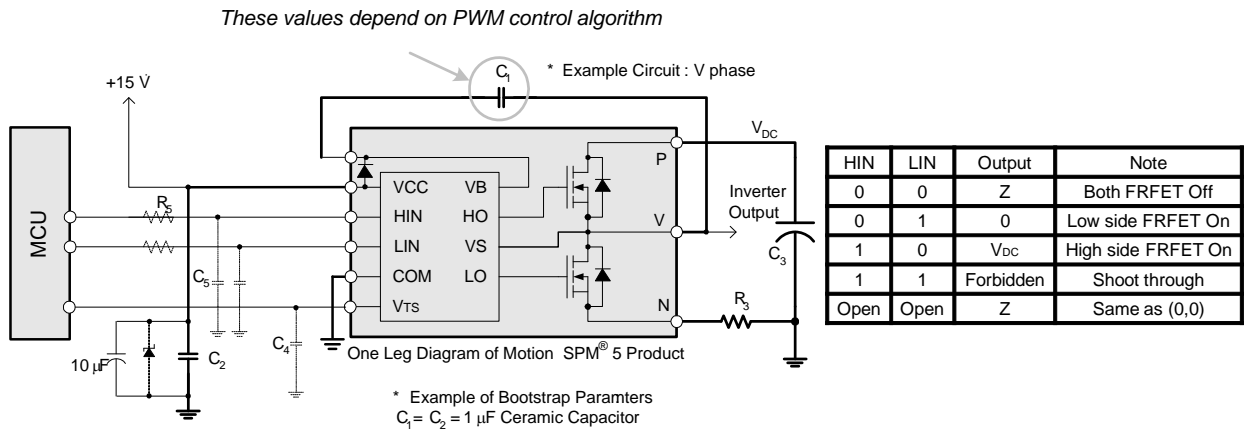 These values depend on PWM control algorithm
C1
* Example Circuit : V phase
+15 V
VDC
P
MCU
R5
VCC VB
HIN HO
LIN VS
COM LO
VTS
V
N
Inverter
Output
C3
R3
C5
C4
C2
10 μF
One Leg Diagram of Motion SPM® 5 Product
* Example of Bootstrap Paramters
C1= C2 = 1 μF Ceramic Capacitor
HIN LIN Output Note
0 0 Z Both FRFET Off
0 1 0 Low side FRFET On
1 0 VDC High side FRFET On
1 1 Forbidden Shoot through
Open Open Z Same as (0,0)